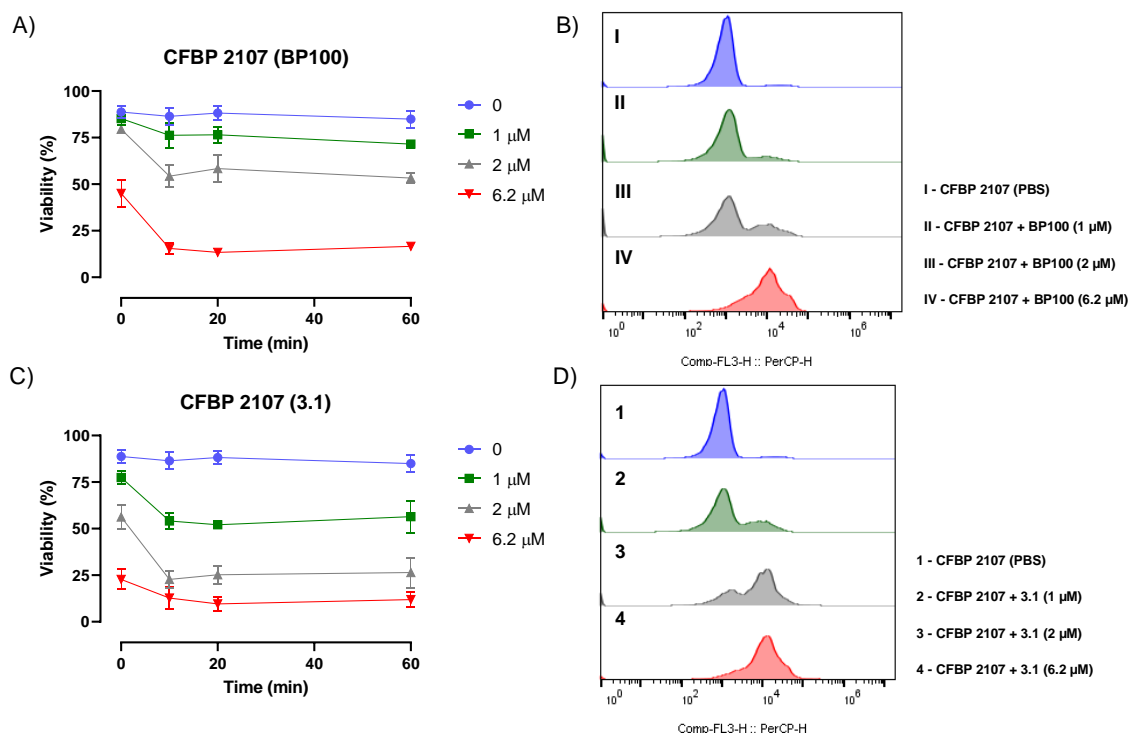 A)
CFBP 2107 (BP100)
100
75
50
25
0
Viability (%)
0
20
40
60
Time (min)
0
1 μM
2 μM
6.2 μM
B)
I
II
III
IV
10^0
10^2
10^4
10^6
Comp-FL3-H :: PerCP-H
I - CFBP 2107 (PBS)
II - CFBP 2107 + BP100 (1 μM)
III - CFBP 2107 + BP100 (2 μM)
IV - CFBP 2107 + BP100 (6.2 μM)
C)
CFBP 2107 (3.1)
100
75
50
25
0
Viability (%)
0
20
40
60
Time (min)
0
1 μM
2 μM
6.2 μM
D)
1
2
3
4
10^0
10^2
10^4
10^6
Comp-FL3-H :: PerCP-H
1 - CFBP 2107 (PBS)
2 - CFBP 2107 + 3.1 (1 μM)
3 - CFBP 2107 + 3.1 (2 μM)
4 - CFBP 2107 + 3.1 (6.2 μM)